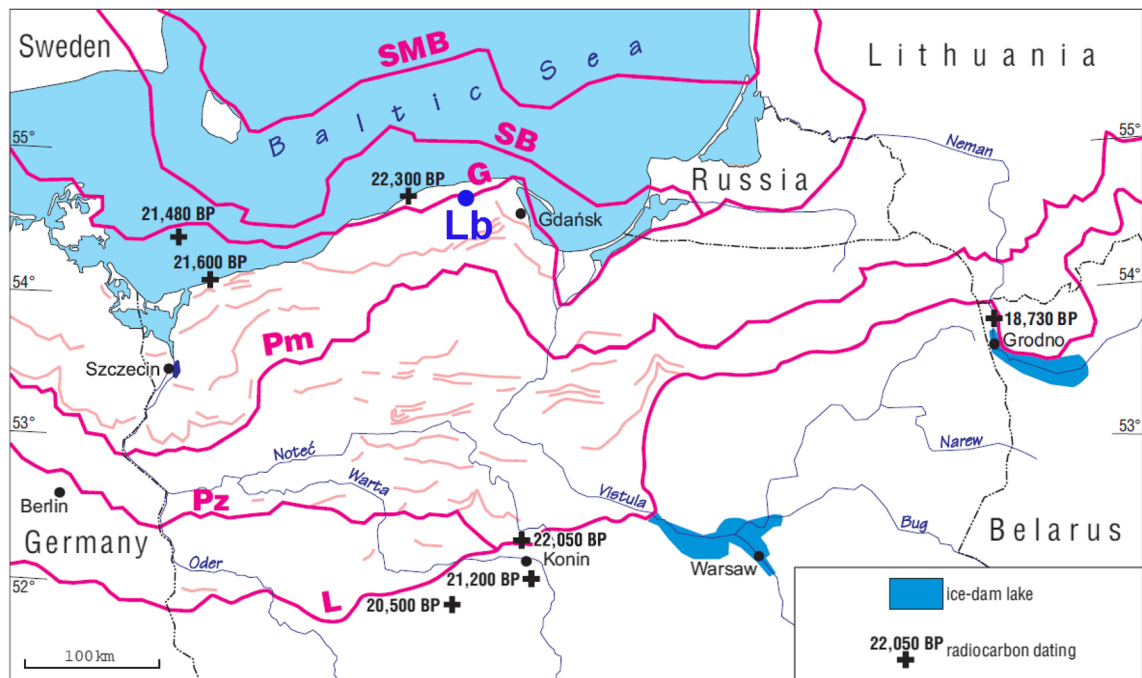 Sweden
SMB
Baltic Sea
Lithuania
55°
55°
SB
Neman
G
22,300 BP
Russia
Lb
Gdańsk
21,480 BP
21,600 BP
54°
54°
18,730 BP
Grodno
Pm
Szczecin
53°
53°
Noteć
Narew
Warta
Berlin
Pz
Vistula
Bug
Germany
22,050 BP
Belarus
Oder
Konin
Warsaw
21,200 BP
52°
L
20,500 BP
ice-dam lake
22,050 BP radiocarbon dating
100km